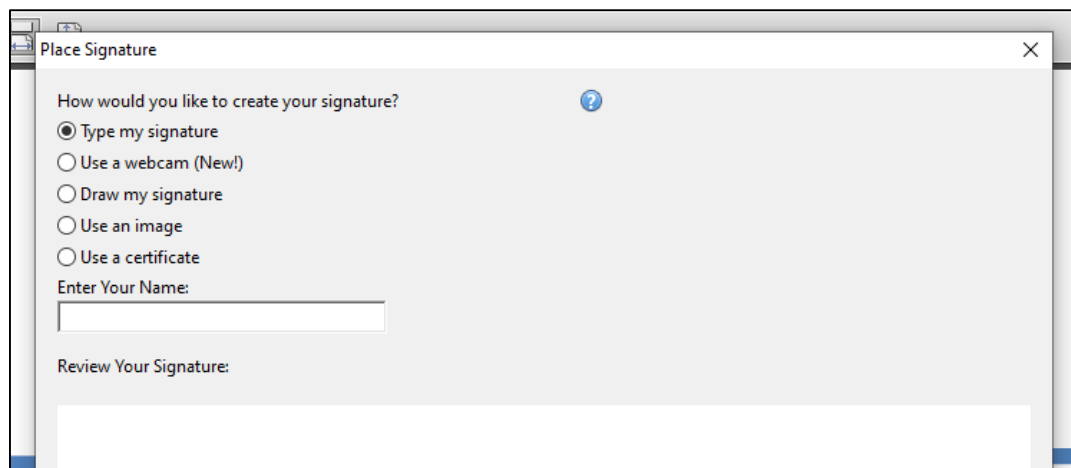 Place Signature
How would you like to create your signature?
Type my signature
Use a webcam (New!)
Draw my signature
Use an image
Use a certificate
Enter Your Name:
Review Your Signature: